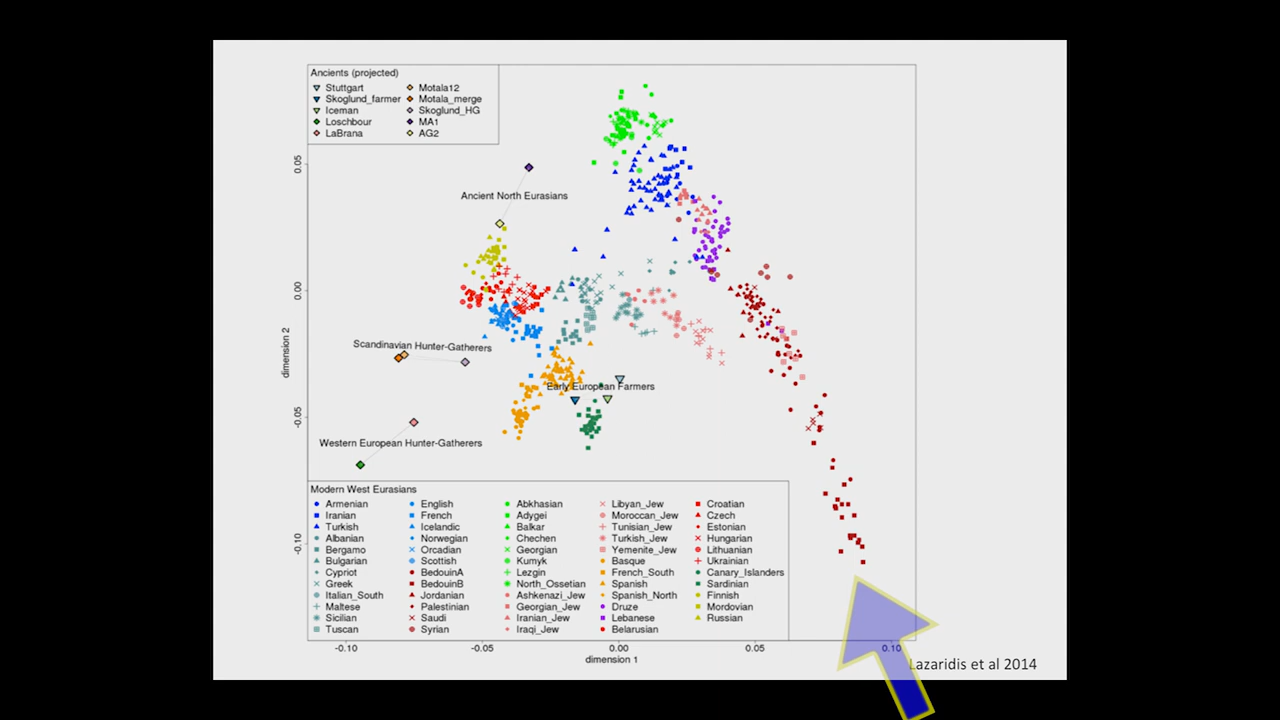 Ancients (projected)
Stuttgart Motala12
Skoglund_farmer Motala_merge
Iceman Skoglund_HG
Loschbour MA1
LaBrana AG2
0.05
Ancient North Eurasians
0.00
Scandinavian Hunter-Gatherers
dimension 2
Early European Farmers
-0.05
Western European Hunter-Gatherers
Modern West Eurasians
Armenian English Abkhasian Libyan_Jew Croatian
Iranian French Adygei Moroccan_Jew Czech
Turkish Icelandic Balkar Tunisian_Jew Estonian
Albanian Norwegian Chechen Turkish_Jew Hungarian
-0.10
Bergamo Orcadian Georgian Yemenite_Jew Lithuanian
Bulgarian Scottish Kumyk Basque Ukrainian
Cypriot BedouinA Lezgin French_South Canary_Islanders
Greek BedouinB North_Ossetian Spanish Sardinian
Italian_South Jordanian Ashkenazi_Jew Spanish_North Finnish
Maltese Palestinian Georgian_Jew Druze Mordovian
Sicilian Saudi Iranian_Jew Lebanese Russian
Tuscan Syrian Iraqi_Jew Belarusian
-0.10 -0.05 0.00 0.05 0.10
dimension 1
Lazaridis et al 2014